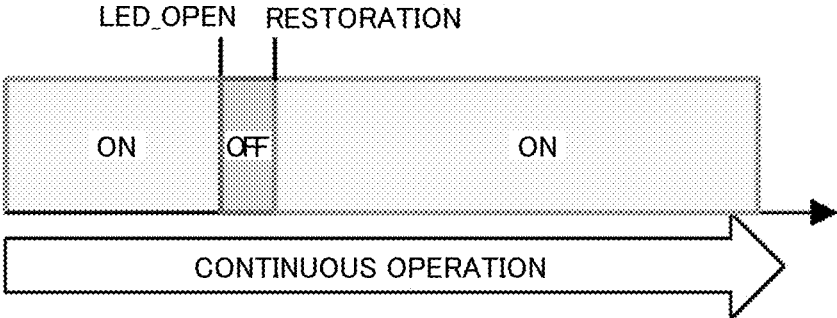 LED_OPEN RESTORATION
ON OFF ON
CONTINUOUS OPERATION